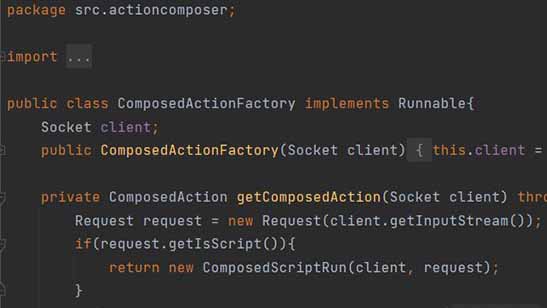 package src.actioncomposer;
import ...
public class ComposedActionFactory implements Runnable{
Socket client;
public ComposedActionFactory(Socket client) { this.client =
private ComposedAction getComposedAction(Socket client) thro
Request request = new Request(client.getInputStream());
if(request.getIsScript()){
return new ComposedScriptRun(client, request);
}